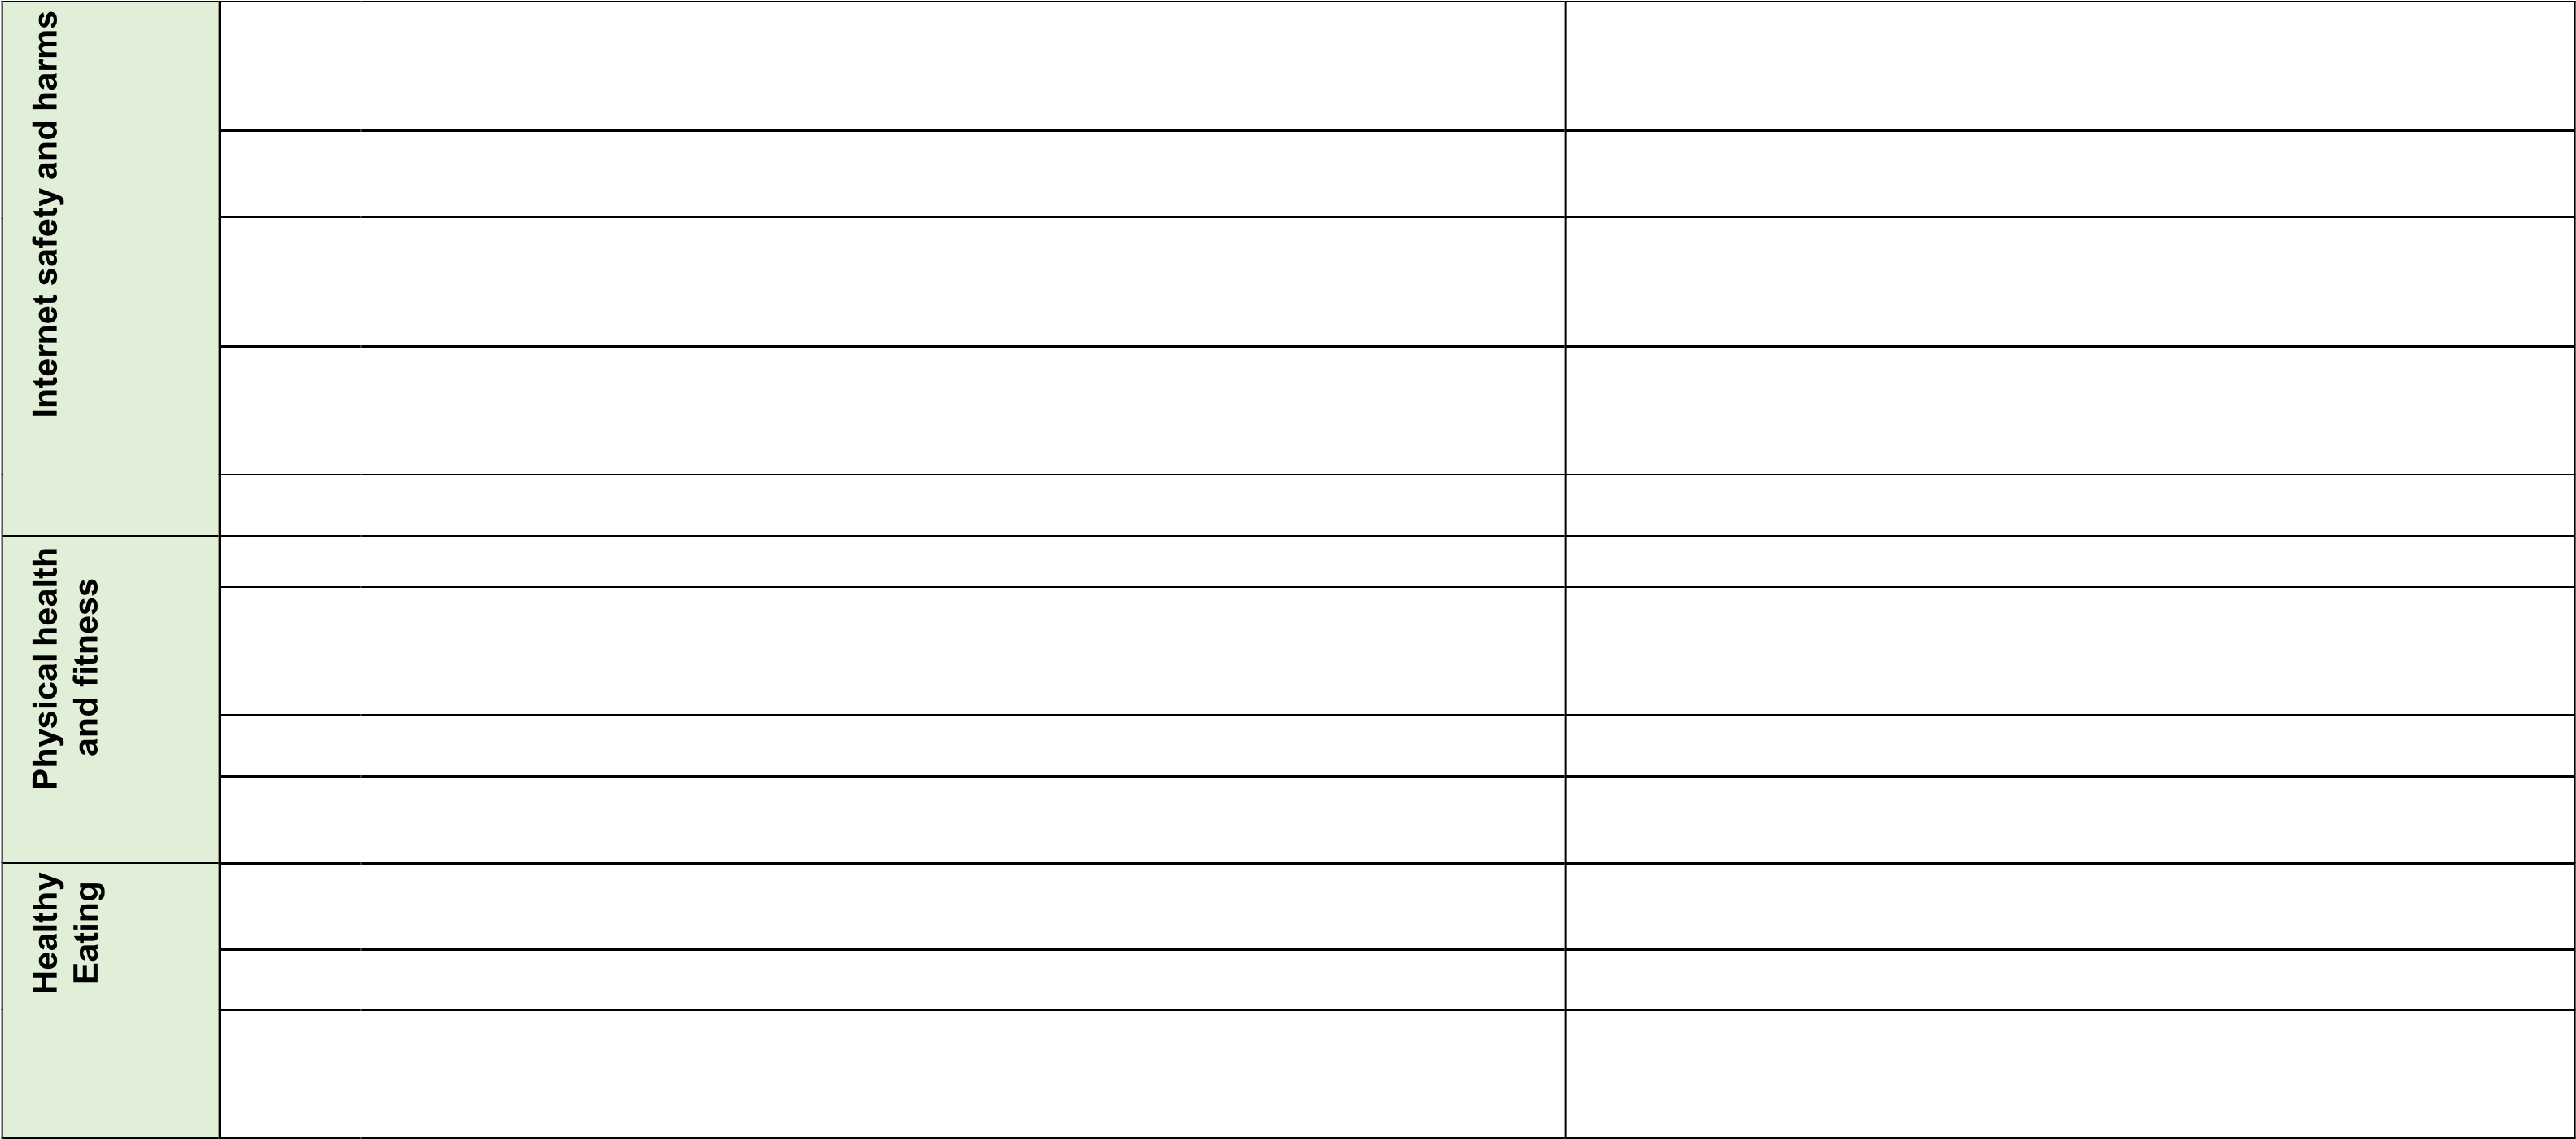 Internet safety and harms
Physical health
and fitness
Healthy
Eating